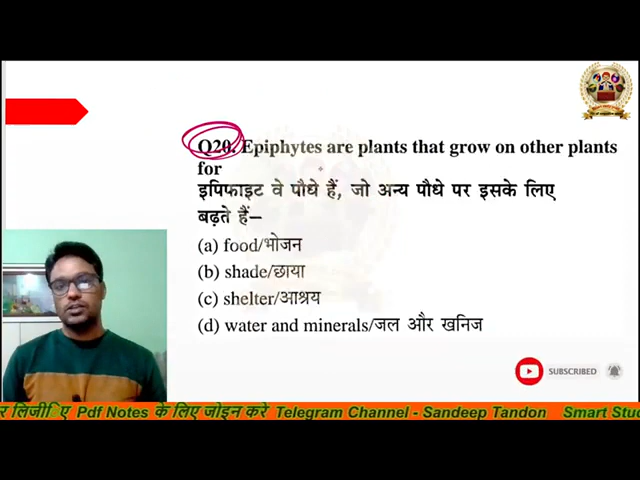 Q20. Epiphytes are plants that grow on other plants
for
इपिफाइट वे पौधे हैं, जो अन्य पौधे पर इसके लिए
बढ़ते हैं–
(a) food/भोजन
(b) shade/छाया
(c) shelter/आश्रय
(d) water and minerals/जल और खनिज
SUBSCRIBED
र लिजीिए Pdf Notes के लिए जोइन करे Telegram Channel - Sandeep Tandon Smart Stu